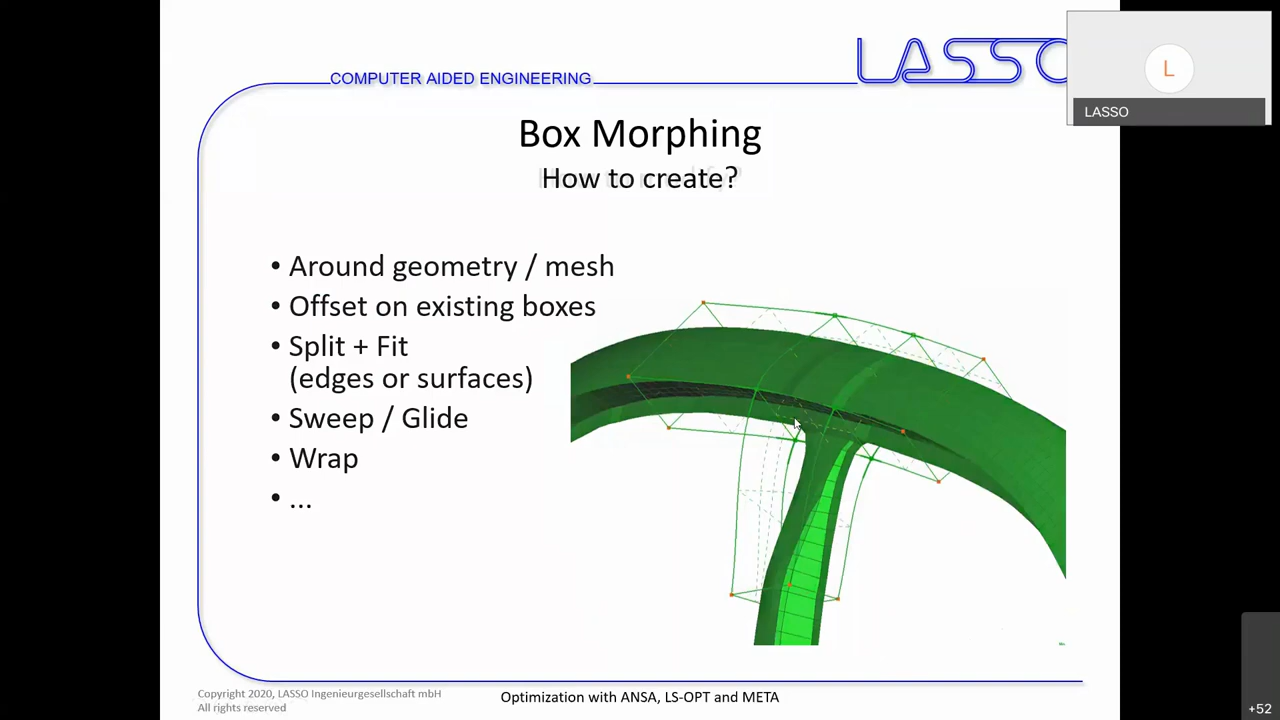 LASSO
COMPUTER AIDED ENGINEERING
L
LASSO
Box Morphing
How to create?
• Around geometry / mesh
• Offset on existing boxes
• Split + Fit
(edges or surfaces)
• Sweep / Glide
• Wrap
• ...
Copyright 2020, LASSO Ingenieurgesellschaft mbH
All rights reserved
Optimization with ANSA, LS-OPT and META
+52